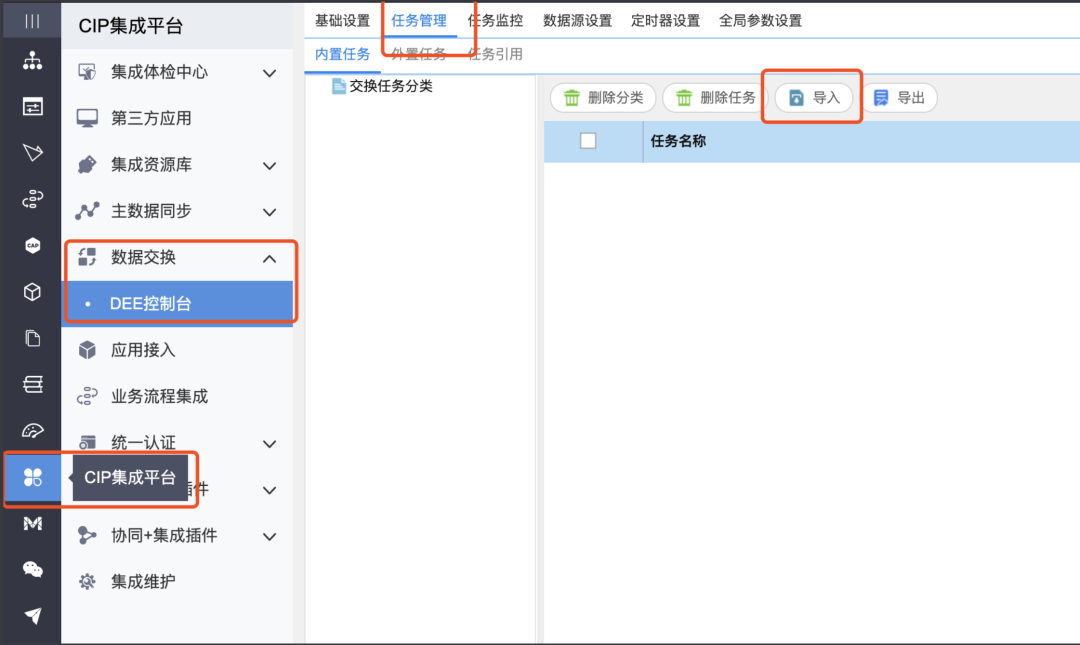 CIP集成平台
集成体检中心
第三方应用
集成资源库
主数据同步
数据交换
DEE控制台
应用接入
业务流程集成
统一认证
CIP集成平台
件
协同+集成插件
集成维护
CAP
基础设置 任务管理 任务监控 数据源设置 定时器设置 全局参数设置
内置任务 外置任务 任务引用
交换任务分类
删除分类 删除任务 导入 导出
任务名称